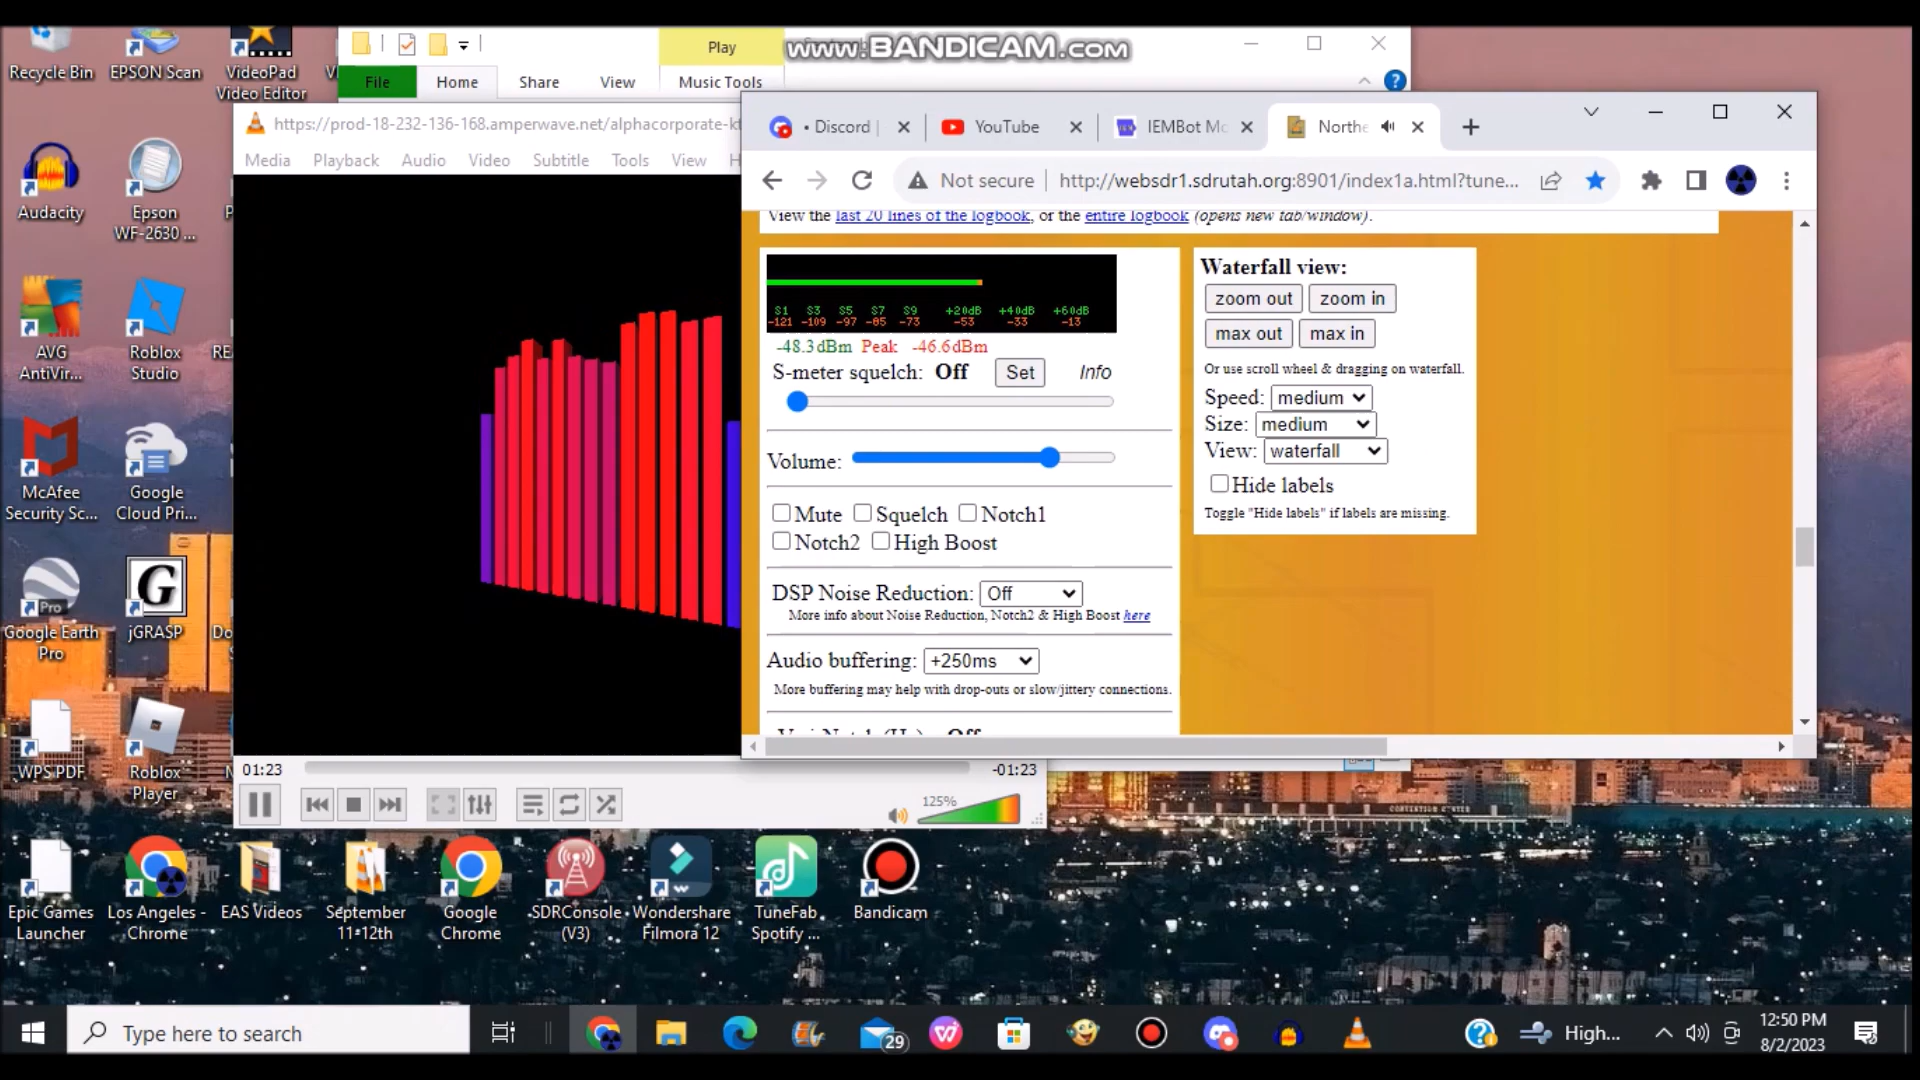 www.BANDICAM.com
Recycle Bin
EPSON Scan
VideoPad
Video Editor
Play
File
Home
Share
View
Music Tools
https://prod-18-232-136-168.amperwave.net/alphacorporate-k
Media
Playback
Audio
Video
Subtitle
Tools
View
H
• Discord |
YouTube
IEMBot Mo
Northe
Not secure
http://websdr1.sdrutah.org:8901/index1a.html?tune...
View the last 20 lines of the logbook, or the entire logbook (opens new tab/window).
S1 S3 S5 S7 S9 +20dB +40dB +60dB
-121 -109 -97 -85 -73 -53 -33 -13
-48.3dBm Peak -46.6dBm
S-meter squelch: Off Set Info
Volume:
Mute Squelch Notch1
Notch2 High Boost
DSP Noise Reduction: Off
More info about Noise Reduction, Notch2 & High Boost here
Audio buffering: +250ms
More buffering may help with drop-outs or slow/jittery connections.
Waterfall view:
zoom out zoom in
max out max in
Or use scroll wheel & dragging on waterfall.
Speed: medium
Size: medium
View: waterfall
Hide labels
Toggle "Hide labels" if labels are missing.
01:23
-01:23
125%
Audacity
Epson
WF-2630 ...
AVG
AntiVir...
Roblox
Studio
McAfee
Security Sc...
Google
Cloud Pri...
Pro
Google Earth
Pro
G
jGRASP
WPS PDF
Roblox
Player
Epic Games
Launcher
Los Angeles -
Chrome
EAS Videos
September
11-12th
Google
Chrome
SDRConsole
(V3)
Wondershare
Filmora 12
TuneFab
Spotify ...
Bandicam
CONVENTION CENTER
Type here to search
29
High...
12:50 PM
8/2/2023